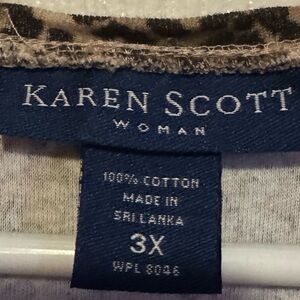 KAREN SCOTT
WOMAN
100% COTTON
MADE IN
SRI LANKA
3X
WPL 8046